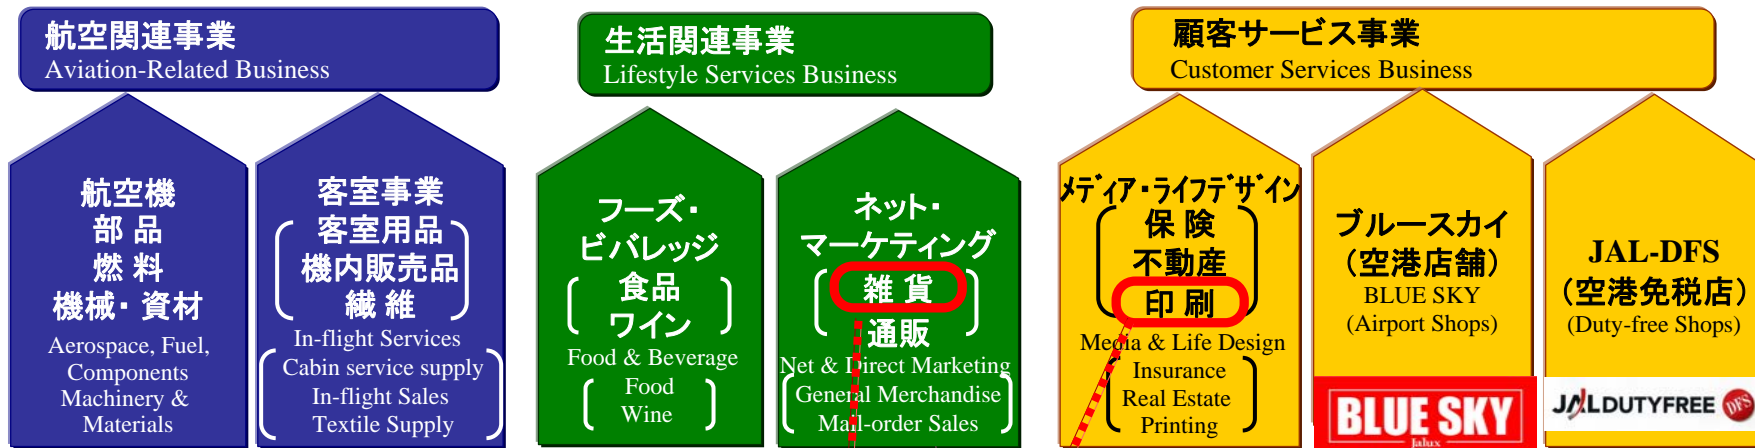 航空関連事業
Aviation-Related Business
航空機
部 品
燃 料
機械・資材
Aerospace, Fuel,
Components
Machinery &
Materials
客室事業
客室用品
機内販売品
繊維
In-flight Services
Cabin service supply
In-flight Sales
Textile Supply
生活関連事業
Lifestyle Services Business
フーズ・
ビバレッジ
食品
ワイン
Food & Beverage
Food
Wine
ネット・
マーケティング
雑 貨
通販
Net & Direct Marketing
General Merchandise
Mail-order Sales
顧客サービス事業
Customer Services Business
メディア・ライフデザイン
保 険
不動産
印 刷
Media & Life Design
Insurance
Real Estate
Printing
ブルースカイ
（空港店舗）
BLUE SKY
(Airport Shops)
BLUE SKY
Jalux
JAL-DFS
（空港免税店）
(Duty-free Shops)
JALDUTYFREE DFS